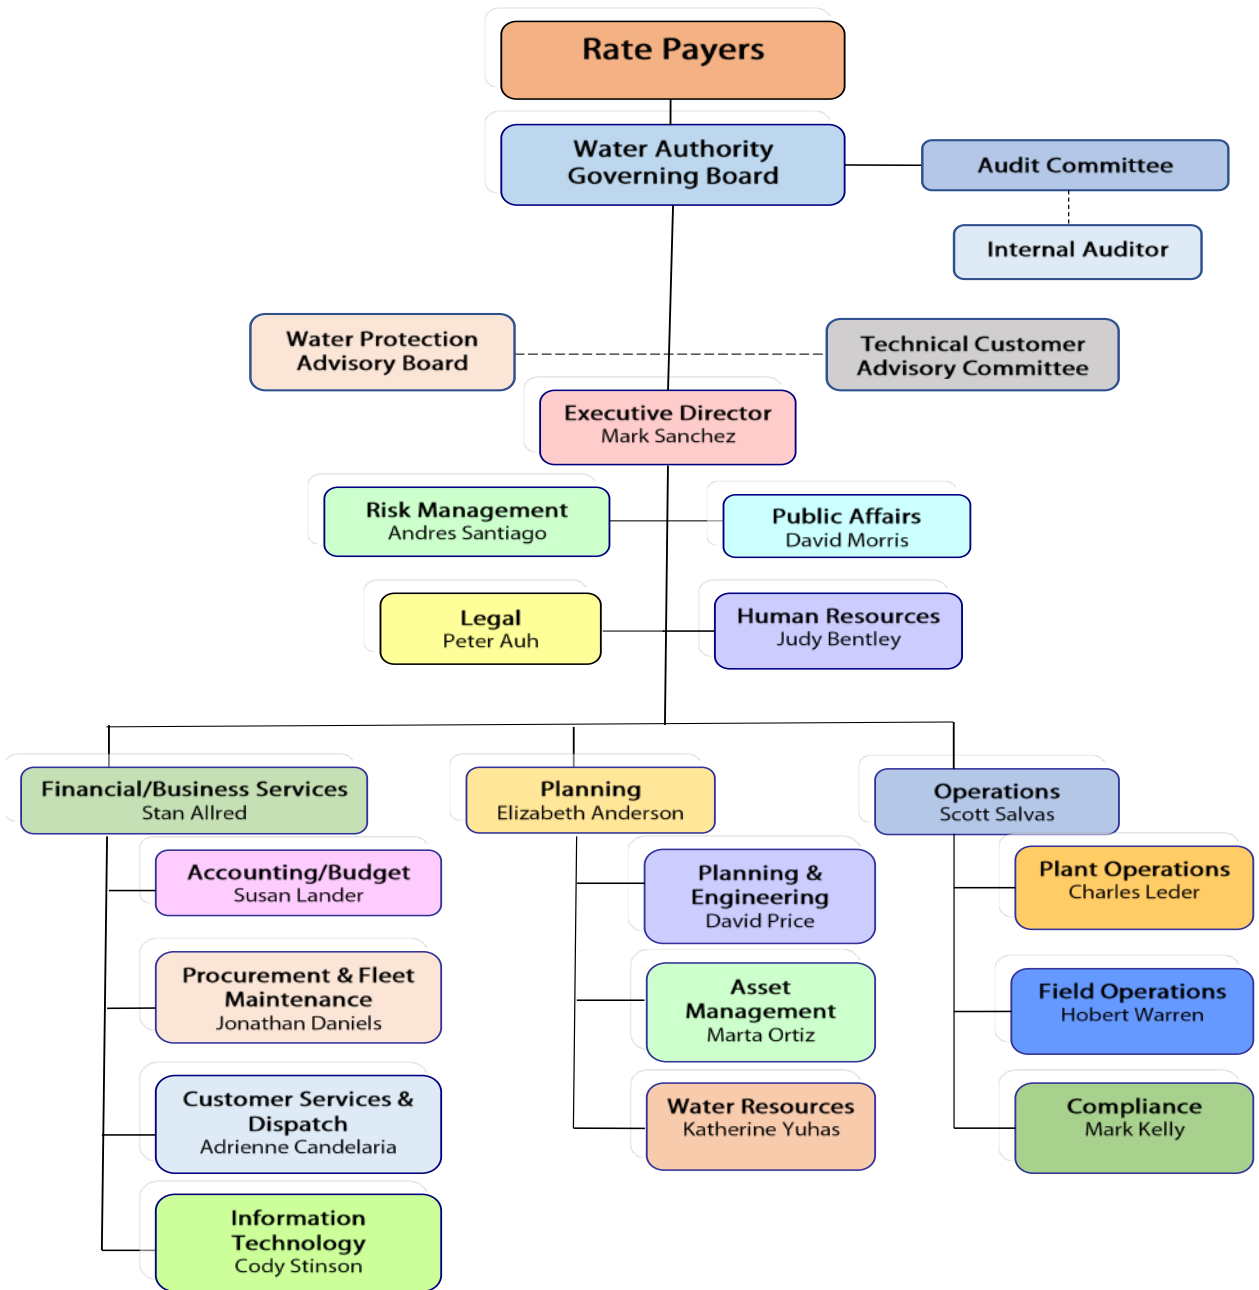 Rate Payers
Water Authority
Governing Board
Audit Committee
Internal Auditor
Water Protection
Advisory Board
Technical Customer
Advisory Committee
Executive Director
Mark Sanchez
Risk Management
Andres Santiago
Public Affairs
David Morris
Legal
Peter Auh
Human Resources
Judy Bentley
Financial/Business Services
Stan Allred
Planning
Elizabeth Anderson
Operations
Scott Salvas
Accounting/Budget
Susan Lander
Procurement & Fleet
Maintenance
Jonathan Daniels
Customer Services &
Dispatch
Adrienne Candelaria
Information
Technology
Cody Stinson
Planning &
Engineering
David Price
Asset
Management
Marta Ortiz
Water Resources
Katherine Yuhas
Plant Operations
Charles Leder
Field Operations
Hobert Warren
Compliance
Mark Kelly